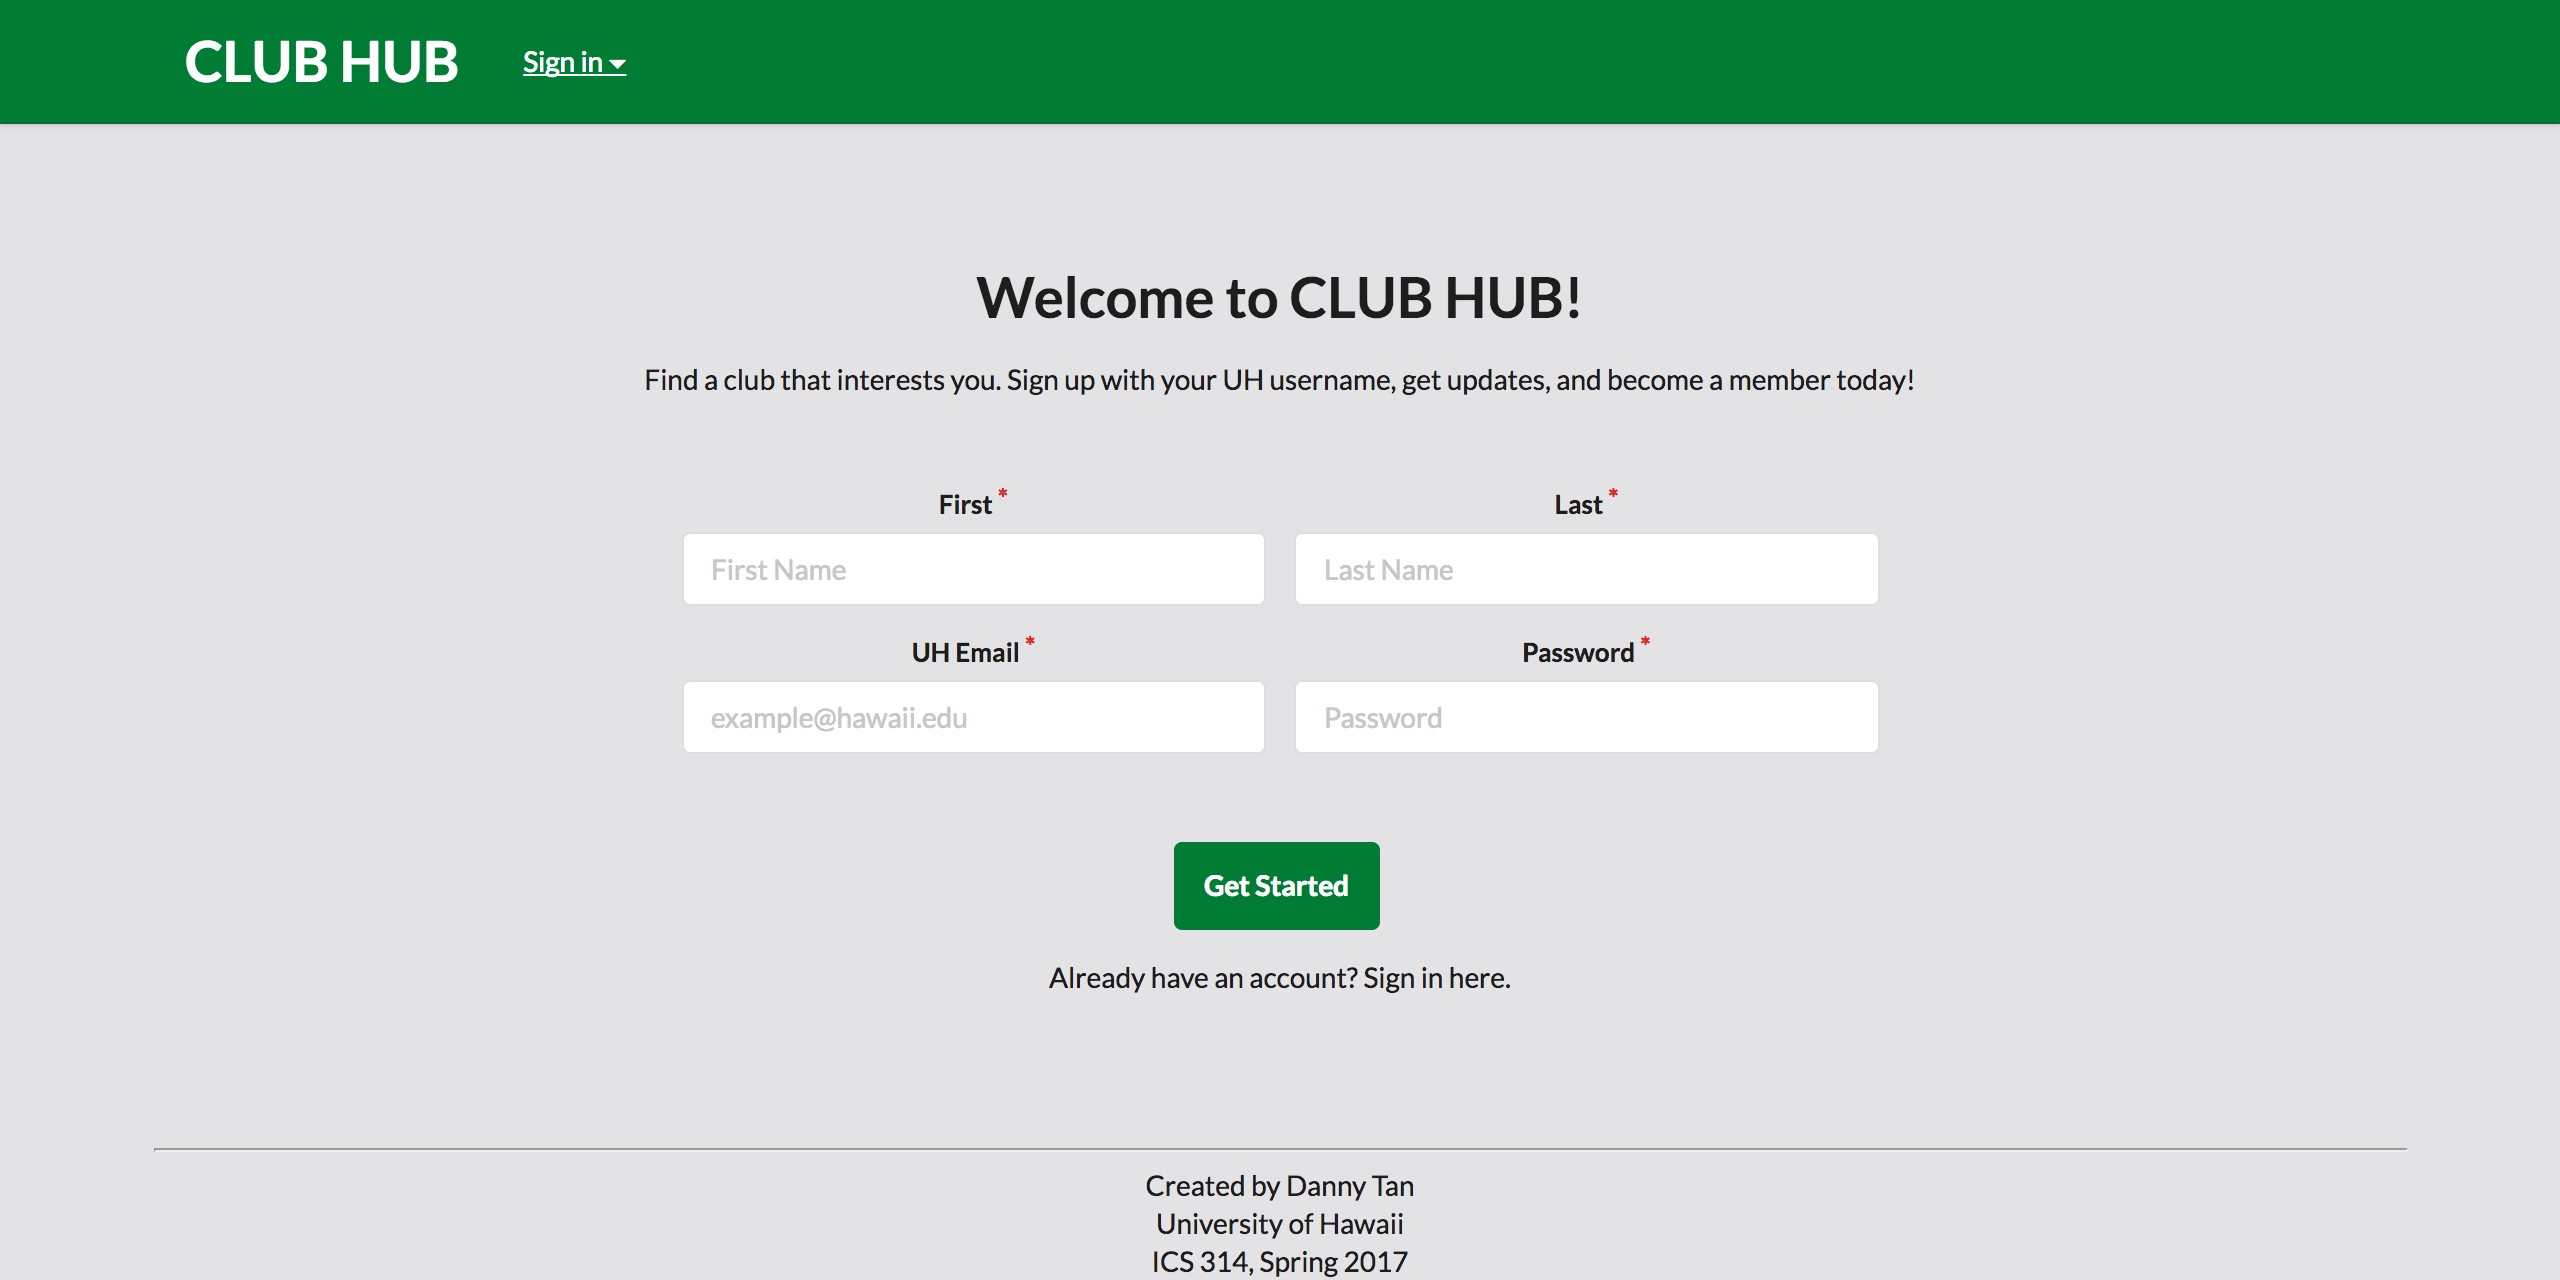 CLUB HUB
Sign in
Welcome to CLUB HUB!
Find a club that interests you. Sign up with your UH username, get updates, and become a member today!
First * Last *
First Name Last Name
UH Email * Password *
example@hawaii.edu Password
Get Started
Already have an account? Sign in here.
Created by Danny Tan
University of Hawaii
ICS 314, Spring 2017